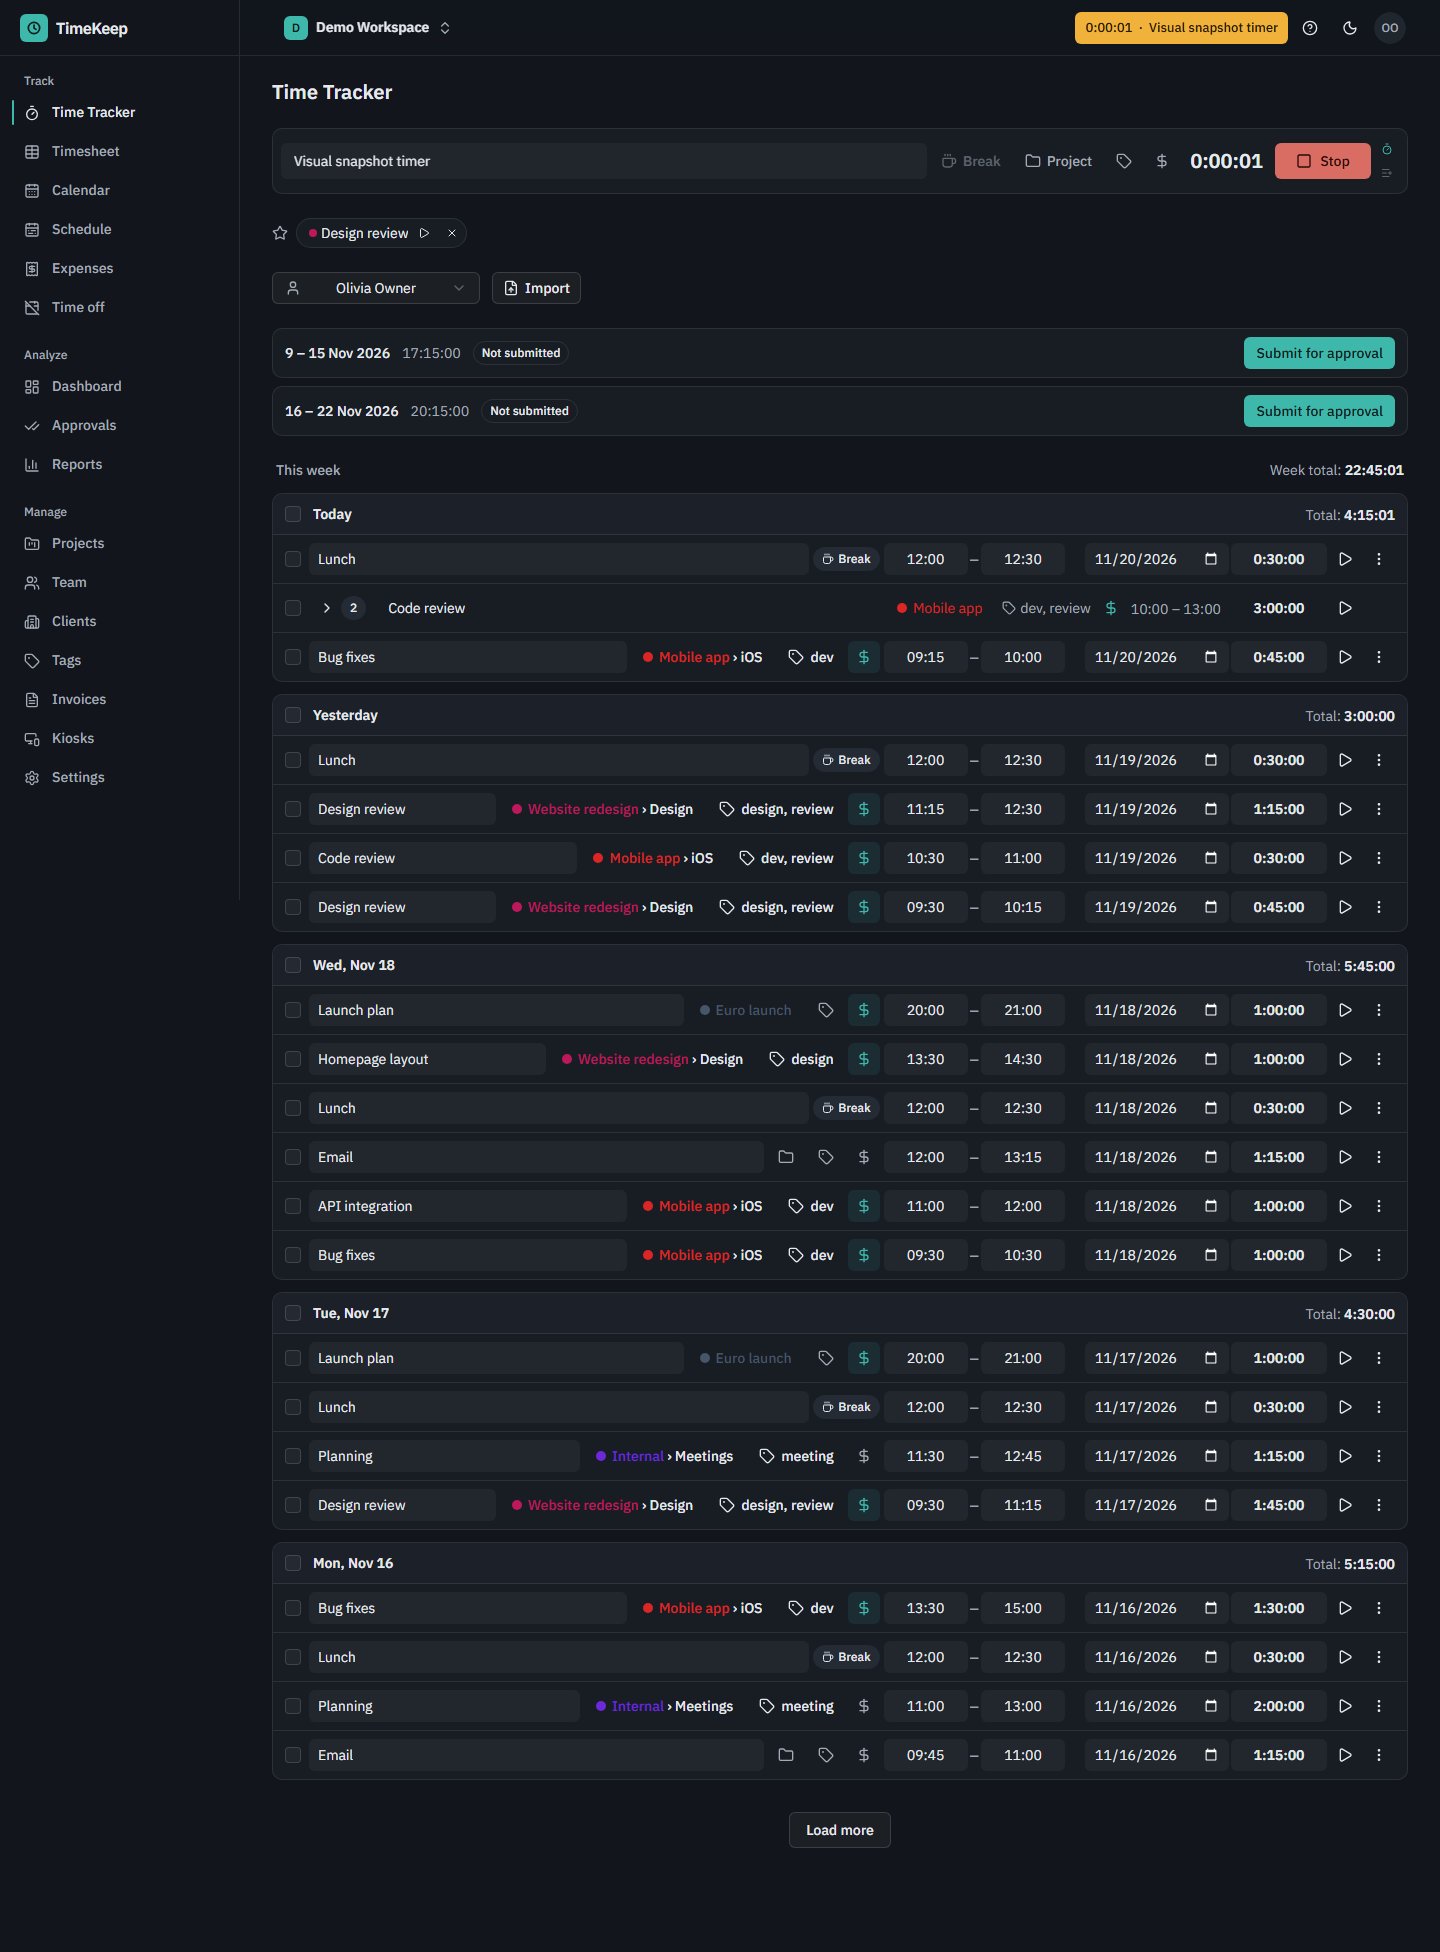 TimeKeep
D Demo Workspace
0:00:01 · Visual snapshot timer
OO
Track
Time Tracker
Timesheet
Calendar
Schedule
Expenses
Time off
Analyze
Dashboard
Approvals
Reports
Manage
Projects
Team
Clients
Tags
Invoices
Kiosks
Settings
Time Tracker
Visual snapshot timer Break Project $ 0:00:01 Stop
Design review
Olivia Owner Import
9 – 15 Nov 2026 17:15:00 Not submitted Submit for approval
16 – 22 Nov 2026 20:15:00 Not submitted Submit for approval
This week Week total: 22:45:01
Today Total: 4:15:01
Lunch Break 12:00 – 12:30 11/20/2026 0:30:00
2 Code review Mobile app dev, review $ 10:00 – 13:00 3:00:00
Bug fixes Mobile app › iOS dev $ 09:15 – 10:00 11/20/2026 0:45:00
Yesterday Total: 3:00:00
Lunch Break 12:00 – 12:30 11/19/2026 0:30:00
Design review Website redesign › Design design, review $ 11:15 – 12:30 11/19/2026 1:15:00
Code review Mobile app › iOS dev, review $ 10:30 – 11:00 11/19/2026 0:30:00
Design review Website redesign › Design design, review $ 09:30 – 10:15 11/19/2026 0:45:00
Wed, Nov 18 Total: 5:45:00
Launch plan Euro launch $ 20:00 – 21:00 11/18/2026 1:00:00
Homepage layout Website redesign › Design design $ 13:30 – 14:30 11/18/2026 1:00:00
Lunch Break 12:00 – 12:30 11/18/2026 0:30:00
Email $ 12:00 – 13:15 11/18/2026 1:15:00
API integration Mobile app › iOS dev $ 11:00 – 12:00 11/18/2026 1:00:00
Bug fixes Mobile app › iOS dev $ 09:30 – 10:30 11/18/2026 1:00:00
Tue, Nov 17 Total: 4:30:00
Launch plan Euro launch $ 20:00 – 21:00 11/17/2026 1:00:00
Lunch Break 12:00 – 12:30 11/17/2026 0:30:00
Planning Internal › Meetings meeting $ 11:30 – 12:45 11/17/2026 1:15:00
Design review Website redesign › Design design, review $ 09:30 – 11:15 11/17/2026 1:45:00
Mon, Nov 16 Total: 5:15:00
Bug fixes Mobile app › iOS dev $ 13:30 – 15:00 11/16/2026 1:30:00
Lunch Break 12:00 – 12:30 11/16/2026 0:30:00
Planning Internal › Meetings meeting $ 11:00 – 13:00 11/16/2026 2:00:00
Email $ 09:45 – 11:00 11/16/2026 1:15:00
Load more